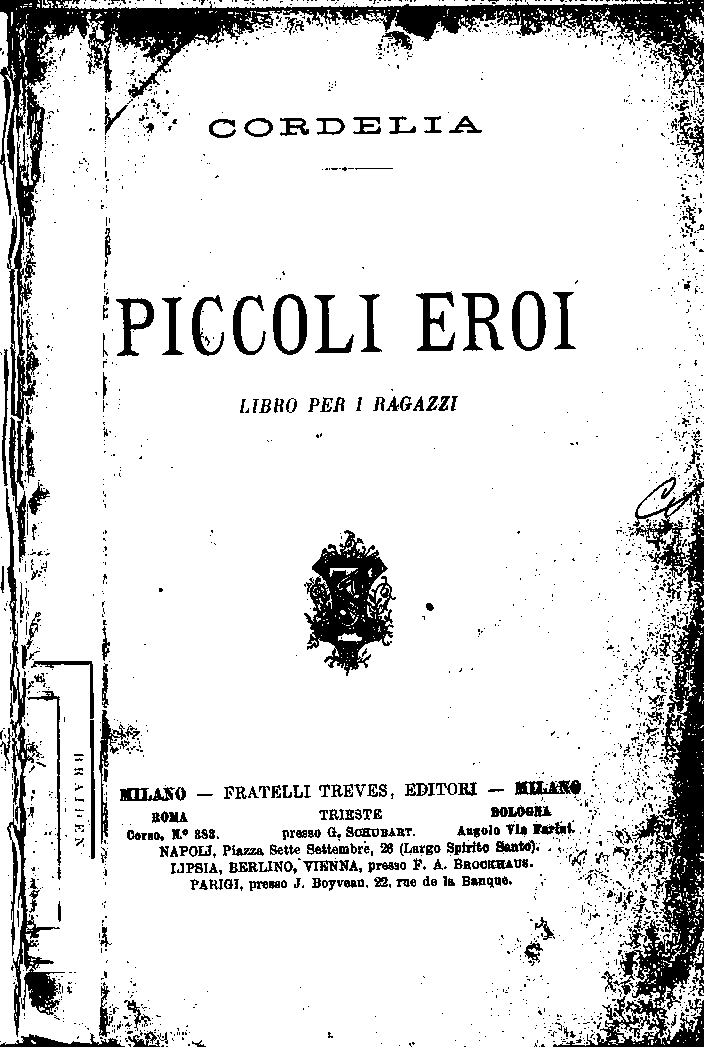 CORDELIA
PICCOLI EROI
LIBRO PER I RAGAZZI
MILANO — FRATELLI TREVES, EDITORI — MILANO
ROMA TRIESTE BOLOGNA
Corso, N.º 383. presso G. SCHUBART. Angolo Via Farini.
NAPOLI, Piazza Sette Settembre, 26 (Largo Spirito Santo).
LIPSIA, BERLINO, VIENNA, presso F. A. BROCKHAUS.
PARIGI, presso J. Boyveau, 22, rue de la Banque.